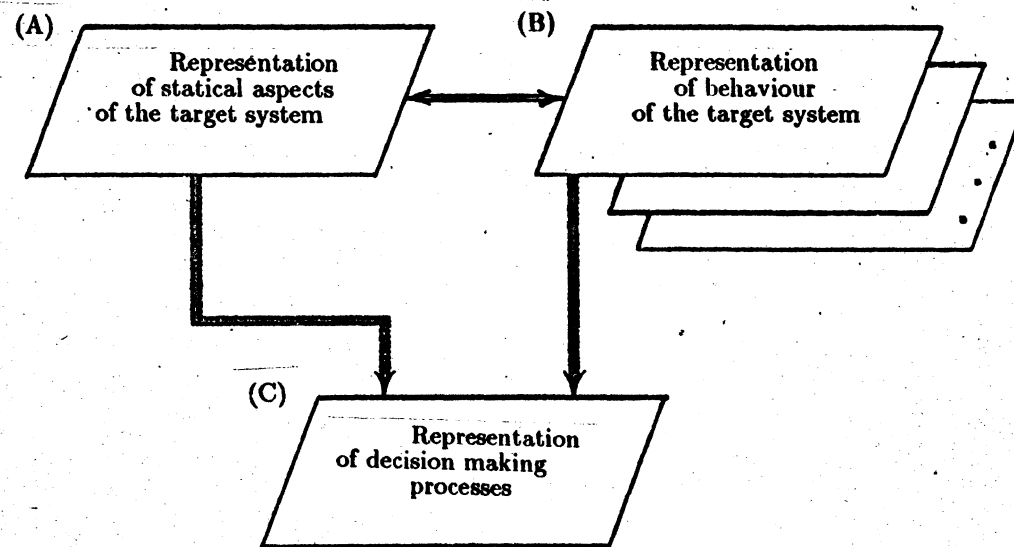 (A)
Representation
of statical aspects
of the target system
(B)
Representation
of behaviour
of the target system
(C)
Representation
of decision making
processes